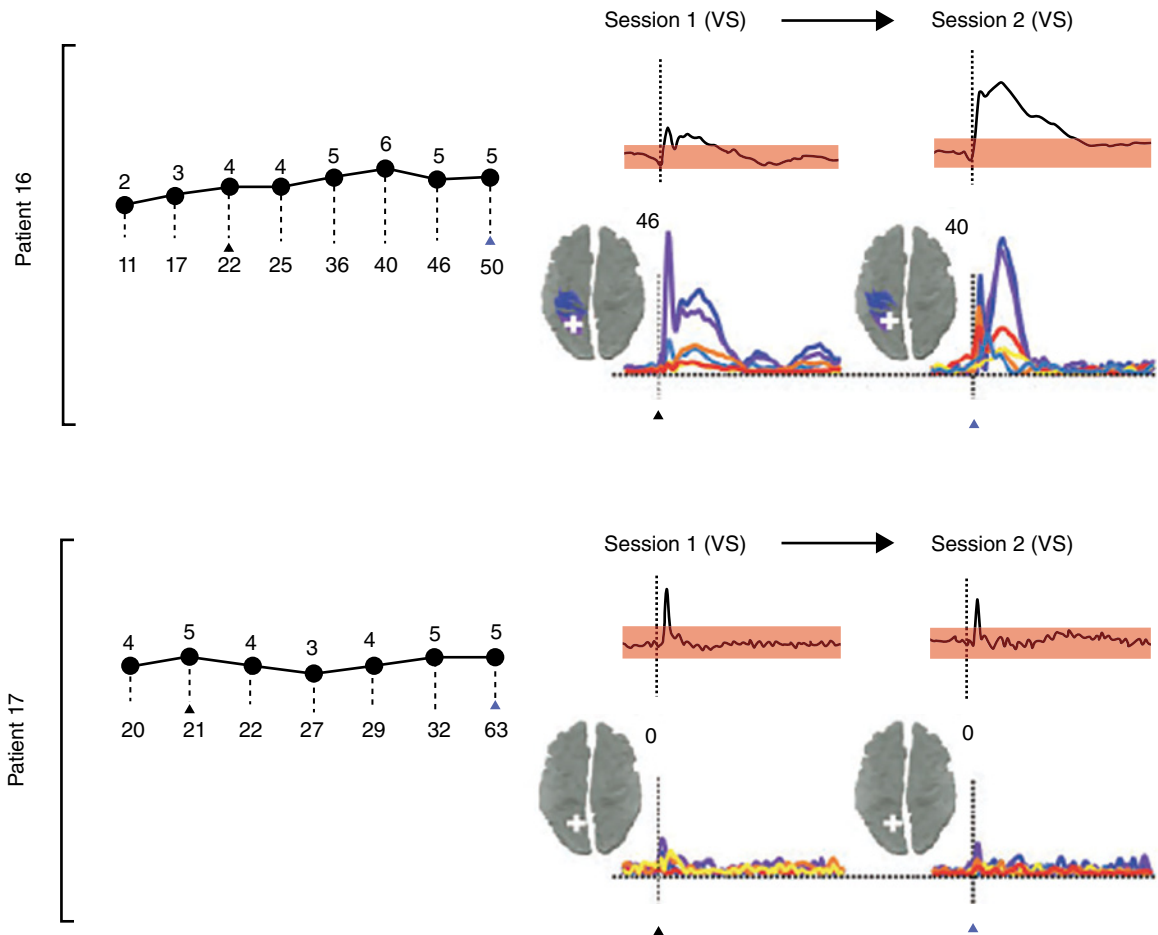 Session 1 (VS) Session 2 (VS)
Patient 16
2 3 4 4 5 6 5 5
11 17 22 25 36 40 46 50
46 40
Session 1 (VS) Session 2 (VS)
Patient 17
4 5 4 3 4 5 5
20 21 22 27 29 32 63
0 0